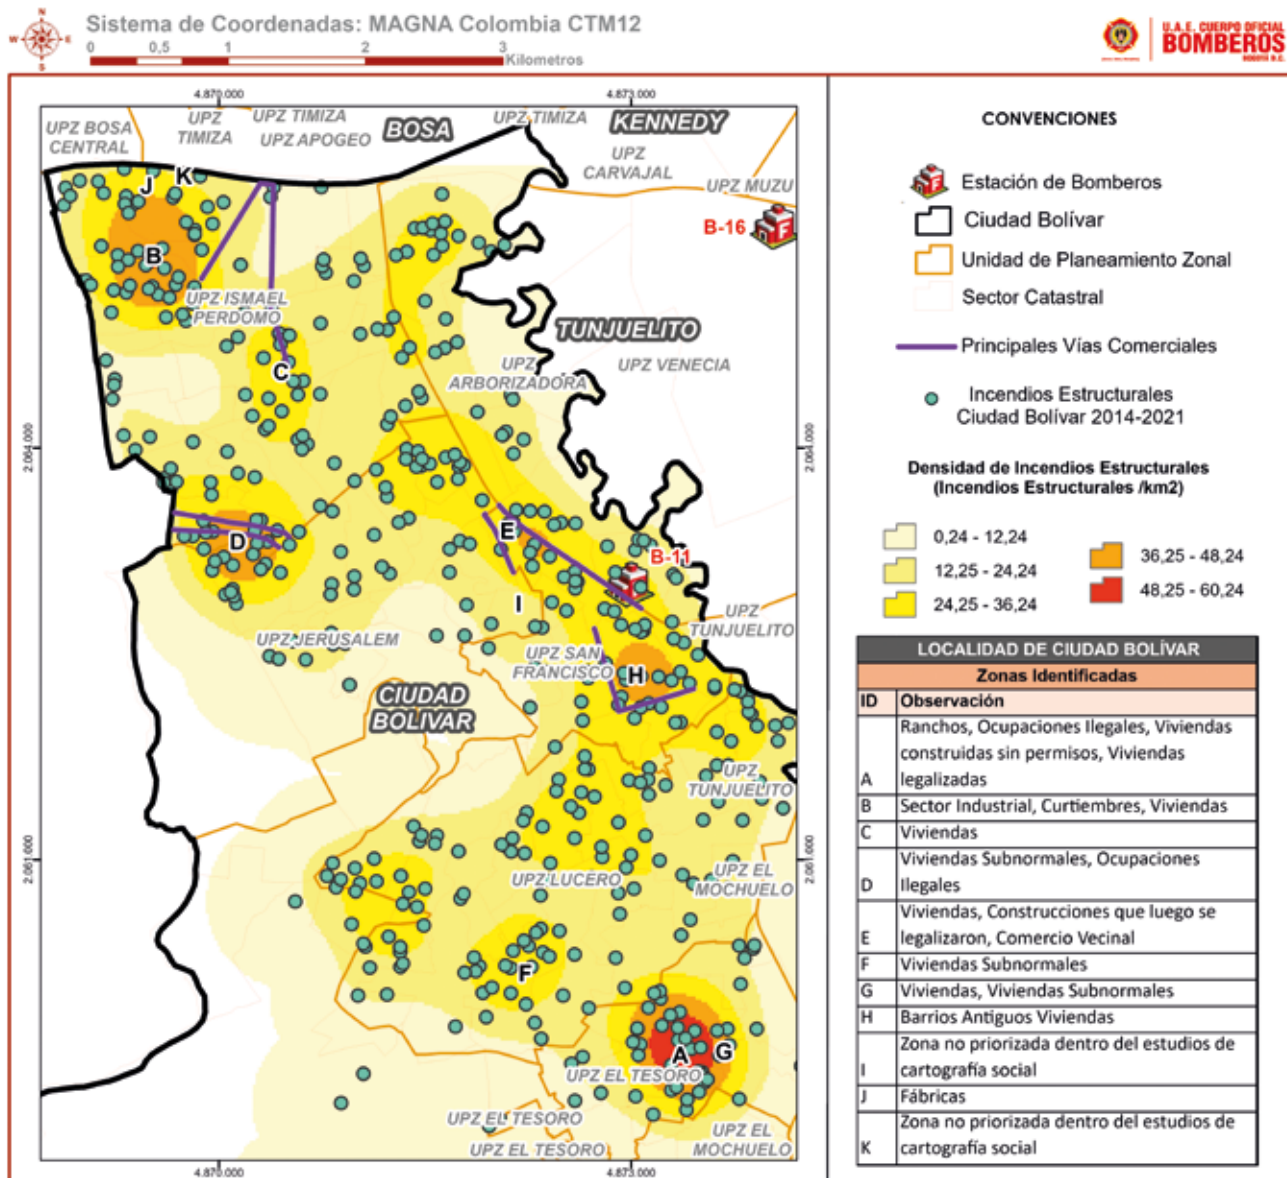 Sistema de Coordenadas: MAGNA Colombia CTM12
0 0,5 1 2 3
Kilometros
N
W E
S
U.A.E. CUERPO OFICIAL
BOMBEROS
BOGOTÁ D.C.
4.870.000 4.873.000
UPZ BOSA
CENTRAL
UPZ
TIMIZA
UPZ TIMIZA
UPZ APOGEO
BOSA
UPZ TIMIZA
KENNEDY
UPZ
CARVAJAL
UPZ MUZU
J K
B-16
B
UPZ ISMAEL
PERDOMO
TUNJUELITO
UPZ
ARBORIZADORA
UPZ VENECIA
C
2.064.000 2.064.000
D
E
B-11
I
UPZ
TUNJUELITO
UPZ JERUSALEM
UPZ SAN
FRANCISCO
H
CIUDAD
BOLIVAR
UPZ
TUNJUELITO
2.061.000 2.061.000
UPZ LUCERO
UPZ EL
MOCHUELO
F
A G
UPZ EL TESORO
UPZ EL TESORO
UPZ EL TESORO
UPZ EL
MOCHUELO
4.870.000 4.873.000
CONVENCIONES
Estación de Bomberos
Ciudad Bolívar
Unidad de Planeamiento Zonal
Sector Catastral
Principales Vías Comerciales
Incendios Estructurales
Ciudad Bolívar 2014-2021
Densidad de Incendios Estructurales
(Incendios Estructurales /km2)
0,24 - 12,24
12,25 - 24,24
24,25 - 36,24
36,25 - 48,24
48,25 - 60,24
LOCALIDAD DE CIUDAD BOLÍVAR
Zonas Identificadas
ID Observación
Ranchos, Ocupaciones Ilegales, Viviendas
construidas sin permisos, Viviendas
A legalizadas
B Sector Industrial, Curtiembres, Viviendas
C Viviendas
Viviendas Subnormales, Ocupaciones
D Ilegales
Viviendas, Construcciones que luego se
E legalizaron, Comercio Vecinal
F Viviendas Subnormales
G Viviendas, Viviendas Subnormales
H Barrios Antiguos Viviendas
Zona no priorizada dentro del estudios de
I cartografía social
J Fábricas
Zona no priorizada dentro del estudios de
K cartografía social